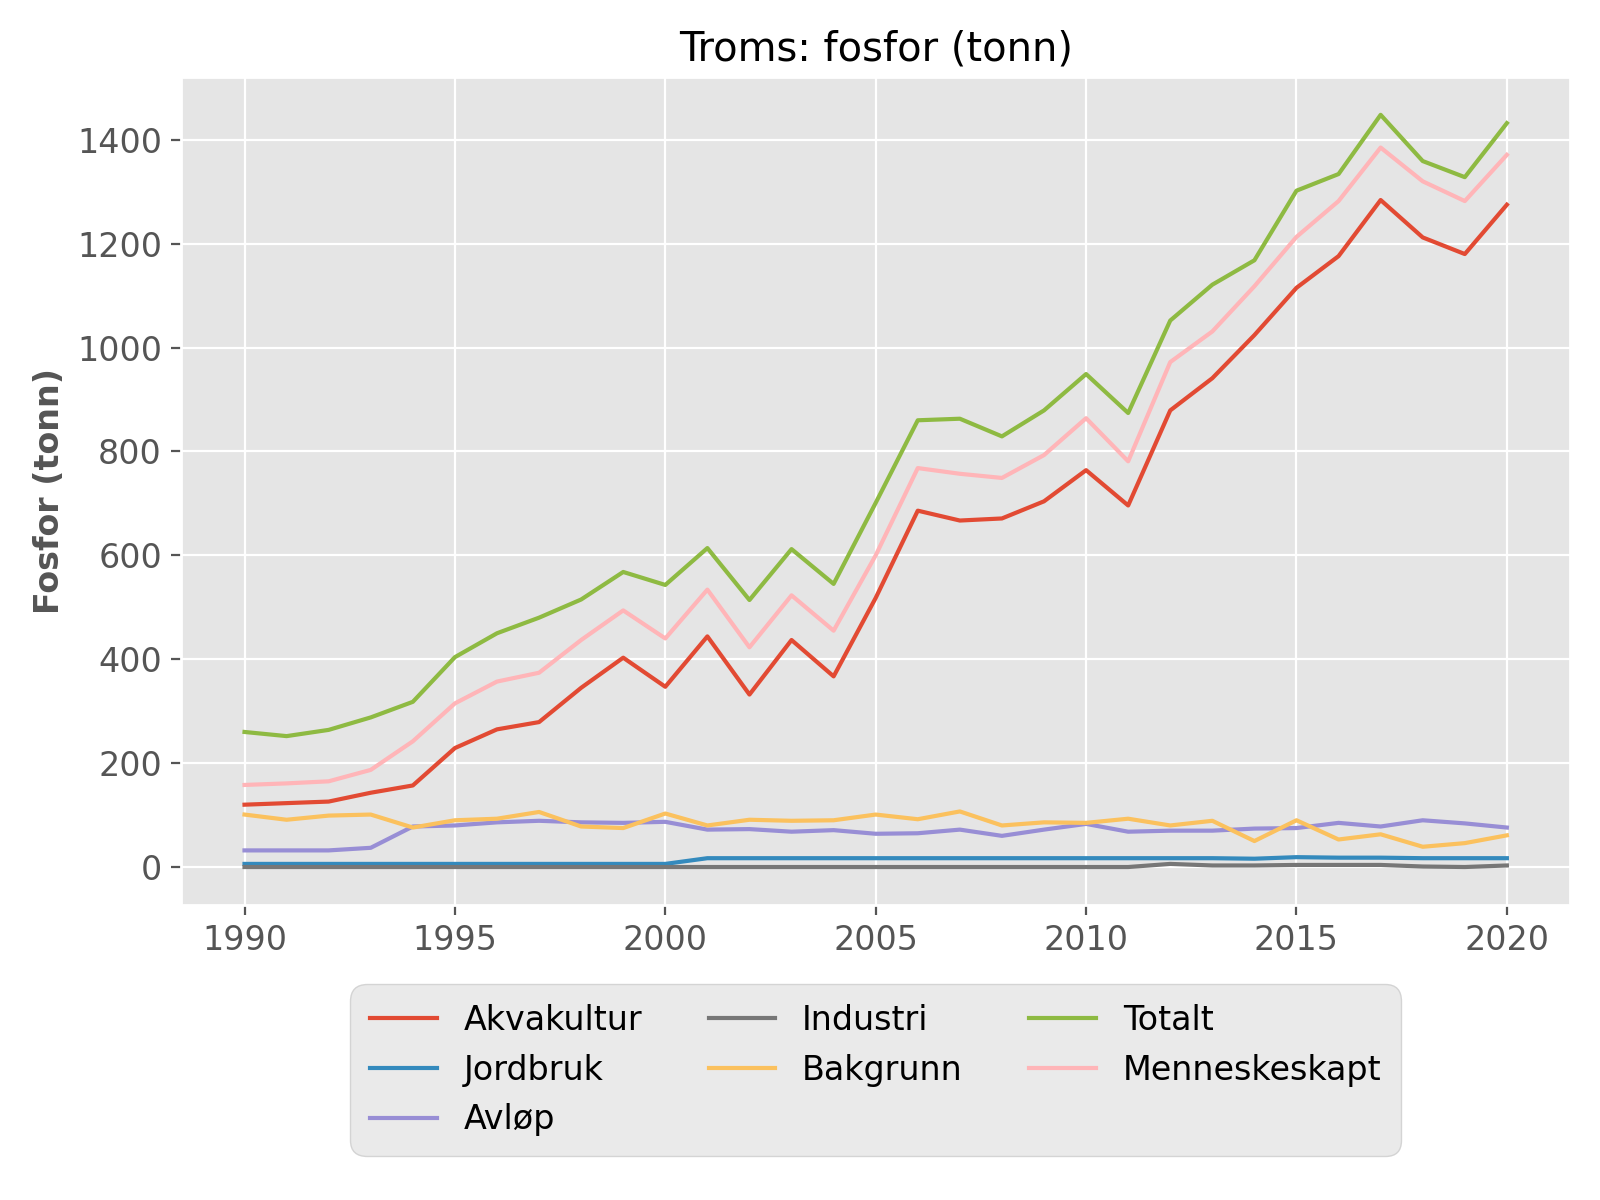 Troms: fosfor (tonn)
Fosfor (tonn)
1400
1200
1000
800
600
400
200
0
1990 1995 2000 2005 2010 2015 2020
Akvakultur Industri Totalt
Jordbruk Bakgrunn Menneskeskapt
Avløp